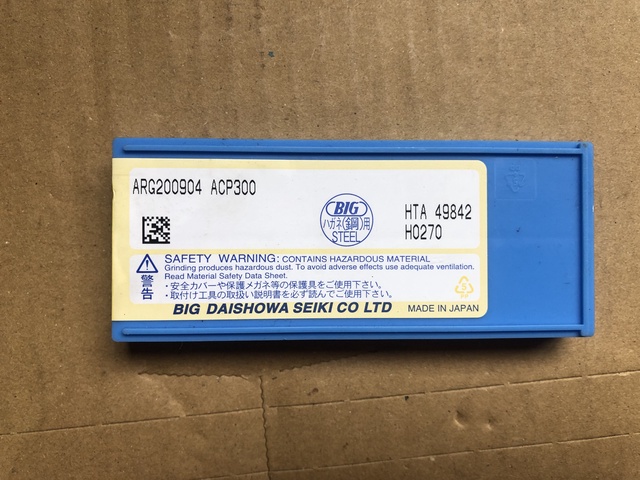 ARG200904 ACP300
BIG
ハガネ(鋼)用
STEEL
HTA 49842
H0270
警告
SAFETY WARNING: CONTAINS HAZARDOUS MATERIAL
Grinding produces hazardous dust. To avoid adverse effects use adequate ventilation.
Read Material Safety Data Sheet.
・安全カバーや保護メガネ等の保護具をご使用下さい。
・取付け工具の取扱い説明書を必ず読んでご使用下さい。
BIG DAISHOWA SEIKI CO LTD
MADE IN JAPAN